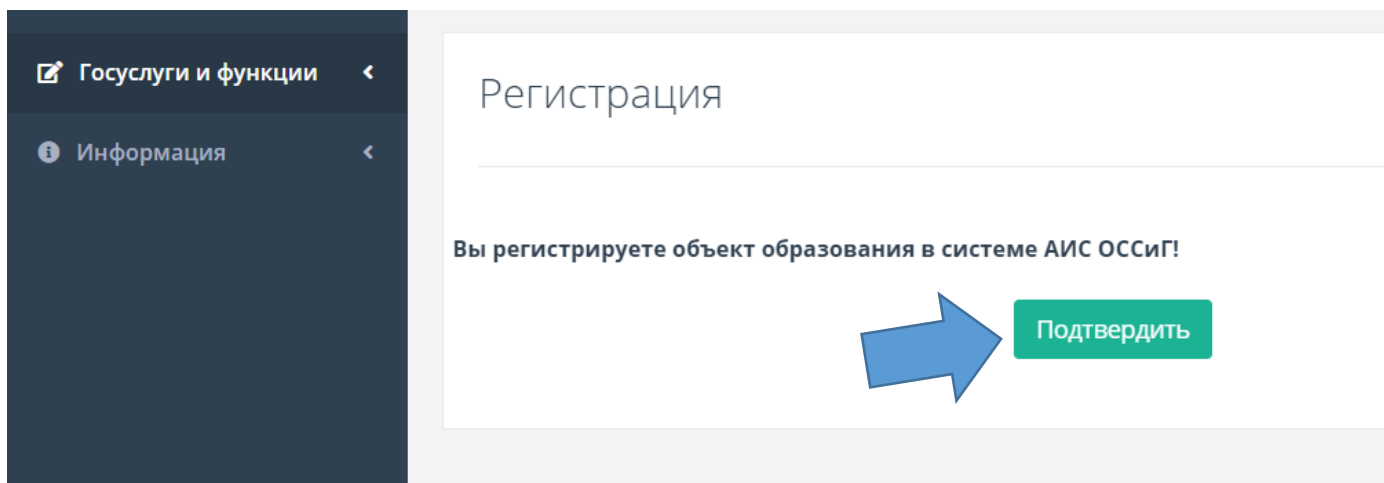 Госуслуги и функции
Информация
Регистрация
Вы регистрируете объект образования в системе АИС ОССиГ!
Подтвердить